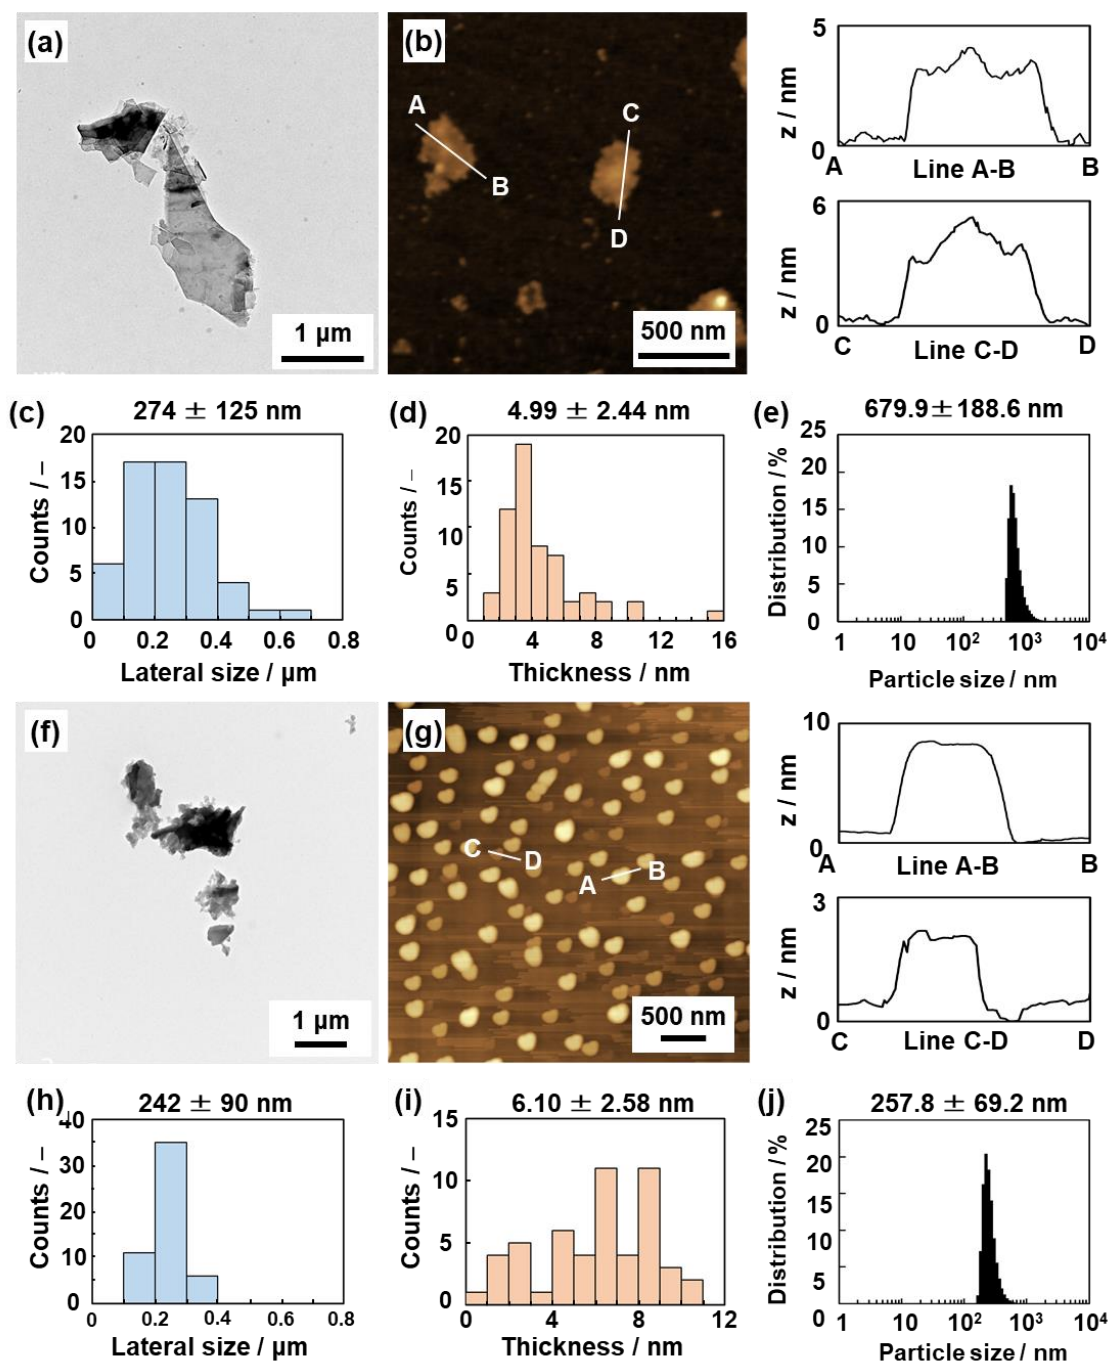 (a)
1 µm
(b)
A
B
C
D
500 nm
5
z / nm
0
A
Line A-B
B
6
z / nm
0
C
Line C-D
D
(c)
274 ± 125 nm
20
15
10
5
0
Counts / –
0
0.2
0.4
0.6
0.8
Lateral size / µm
(d)
4.99 ± 2.44 nm
20
15
10
5
0
Counts / –
0
4
8
12
16
Thickness / nm
(e)
679.9 ± 188.6 nm
25
20
15
10
5
0
Distribution / %
1
10
10²
10³
10⁴
Particle size / nm
(f)
1 µm
(g)
C
D
A
B
500 nm
10
z / nm
0
A
Line A-B
B
3
z / nm
0
C
Line C-D
D
(h)
242 ± 90 nm
40
30
20
10
0
Counts / –
0
0.2
0.4
0.6
0.8
Lateral size / µm
(i)
6.10 ± 2.58 nm
15
10
5
0
Counts / –
0
4
8
12
Thickness / nm
(j)
257.8 ± 69.2 nm
25
20
15
10
5
0
Distribution / %
1
10
10²
10³
10⁴
Particle size / nm